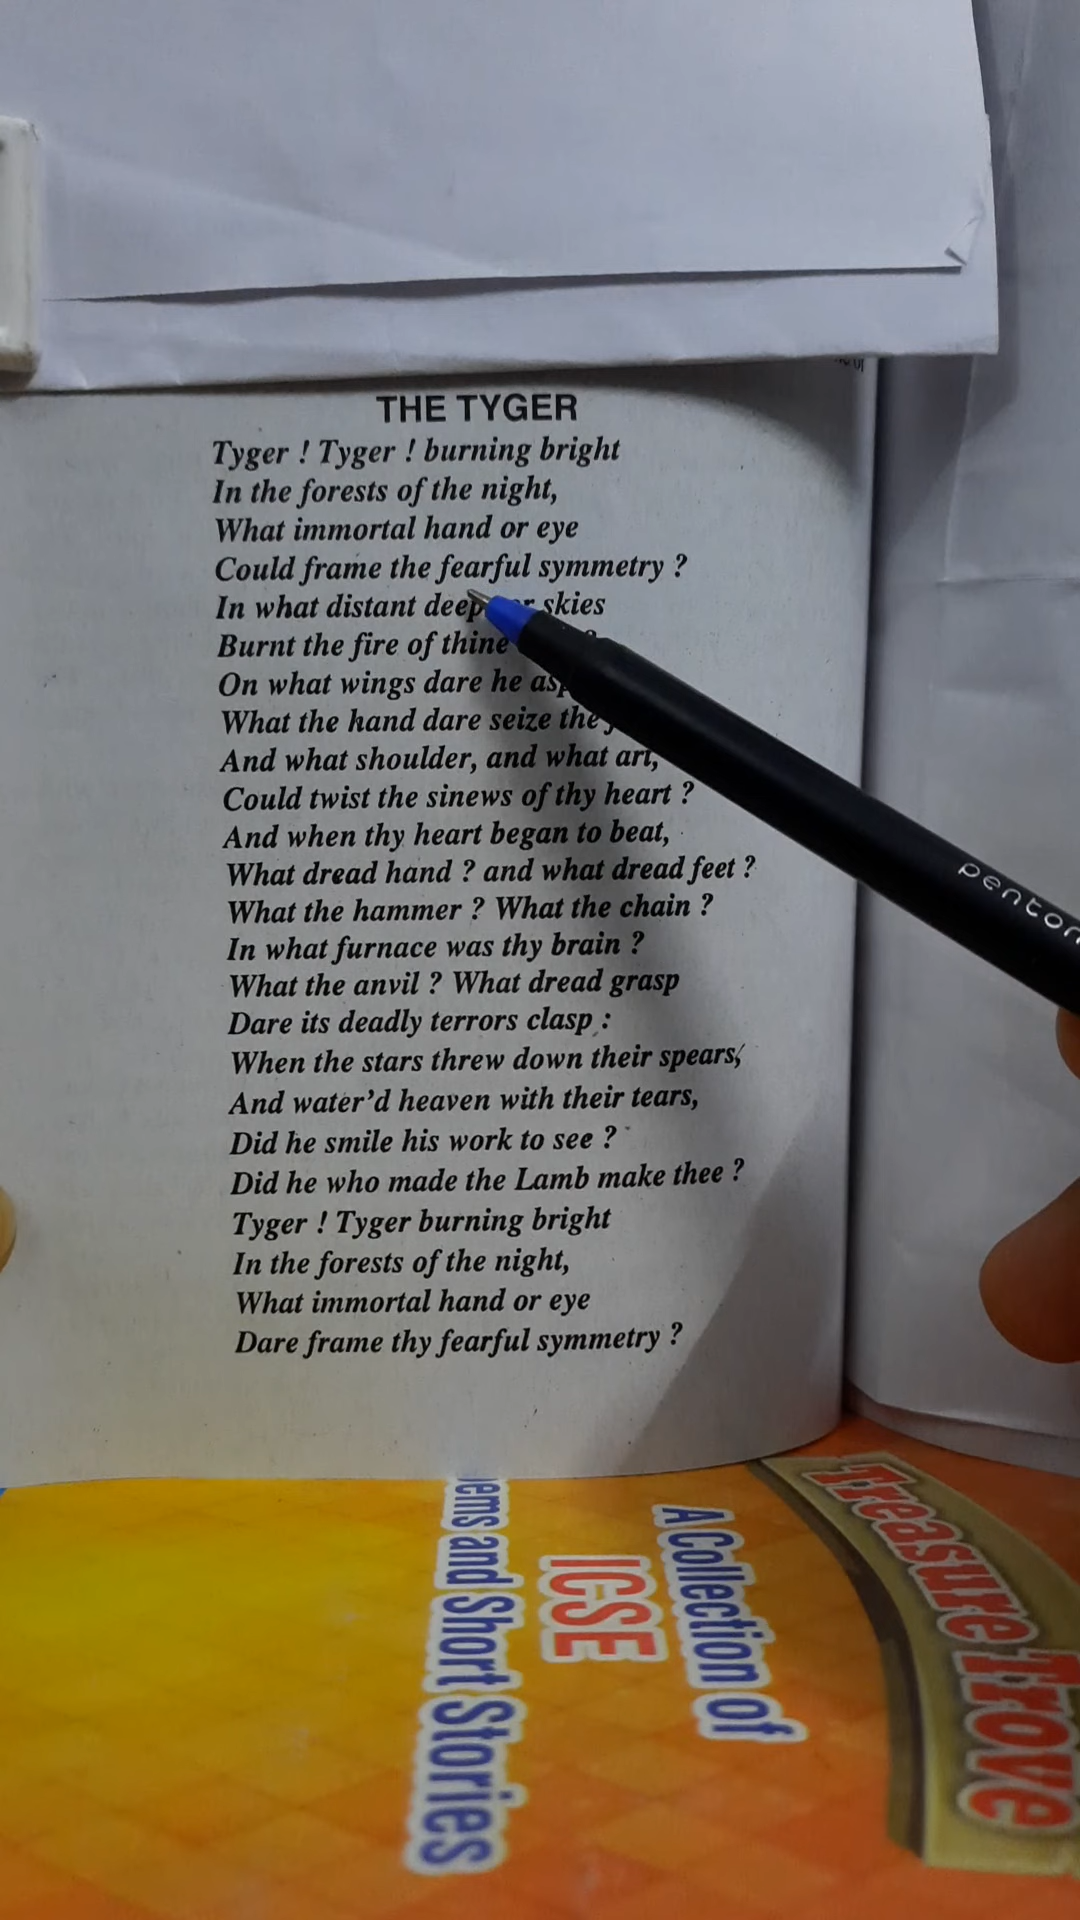 THE TYGER
Tyger ! Tyger ! burning bright
In the forests of the night,
What immortal hand or eye
Could frame the fearful symmetry ?
In what distant deep skies
Burnt the fire of thine
On what wings dare he
What the hand dare seize the
And what shoulder, and what art,
Could twist the sinews of thy heart ?
And when thy heart began to beat,
What dread hand ? and what dread feet ?
What the hammer ? What the chain ?
In what furnace was thy brain ?
What the anvil ? What dread grasp
Dare its deadly terrors clasp :
When the stars threw down their spears,
And water'd heaven with their tears,
Did he smile his work to see ?
Did he who made the Lamb make thee ?
Tyger ! Tyger burning bright
In the forests of the night,
What immortal hand or eye
Dare frame thy fearful symmetry ?
Treasure Trove
A Collection of
ICSE
and Short Stories